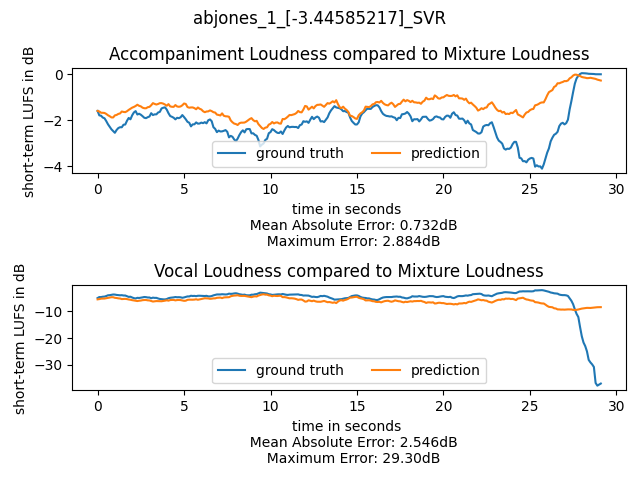 abjones_1_[-3.44585217]_SVR
Accompaniment Loudness compared to Mixture Loudness
short-term LUFS in dB
0
−2
−4
ground truth
prediction
0 5 10 15 20 25 30
time in seconds
Mean Absolute Error: 0.732dB
Maximum Error: 2.884dB
Vocal Loudness compared to Mixture Loudness
short-term LUFS in dB
−10
−20
−30
ground truth
prediction
0 5 10 15 20 25 30
time in seconds
Mean Absolute Error: 2.546dB
Maximum Error: 29.30dB